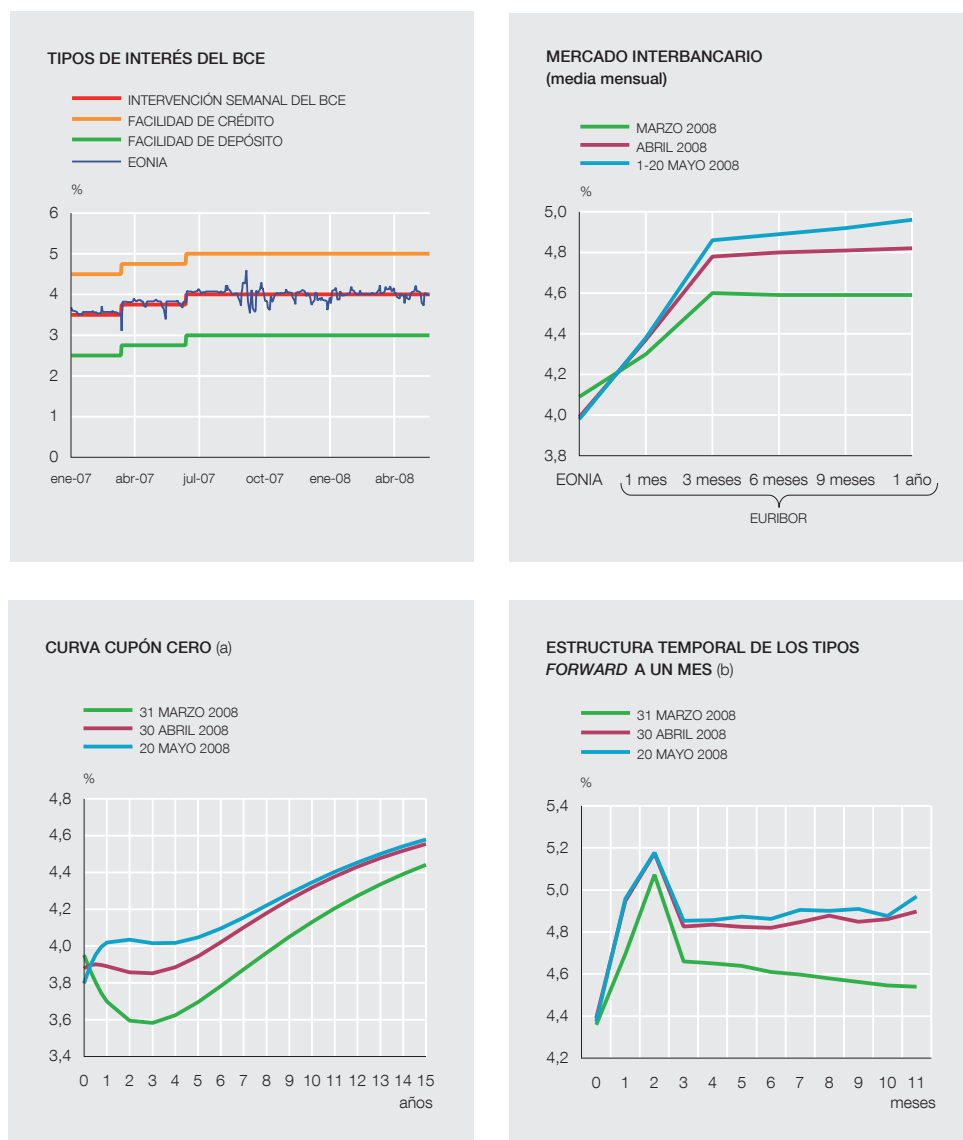 TIPOS DE INTERÉS DEL BCE
INTERVENCIÓN SEMANAL DEL BCE
FACILIDAD DE CRÉDITO
FACILIDAD DE DEPÓSITO
EONIA
%
6
5
4
3
2
1
0
ene-07 abr-07 jul-07 oct-07 ene-08 abr-08
MERCADO INTERBANCARIO
(media mensual)
MARZO 2008
ABRIL 2008
1-20 MAYO 2008
%
5,0
4,8
4,6
4,4
4,2
4,0
3,8
EONIA 1 mes 3 meses 6 meses 9 meses 1 año
EURIBOR
CURVA CUPÓN CERO (a)
31 MARZO 2008
30 ABRIL 2008
20 MAYO 2008
%
4,8
4,6
4,4
4,2
4,0
3,8
3,6
3,4
0 1 2 3 4 5 6 7 8 9 10 11 12 13 14 15
años
ESTRUCTURA TEMPORAL DE LOS TIPOS
FORWARD A UN MES (b)
31 MARZO 2008
30 ABRIL 2008
20 MAYO 2008
%
5,4
5,2
5,0
4,8
4,6
4,4
4,2
0 1 2 3 4 5 6 7 8 9 10 11
meses